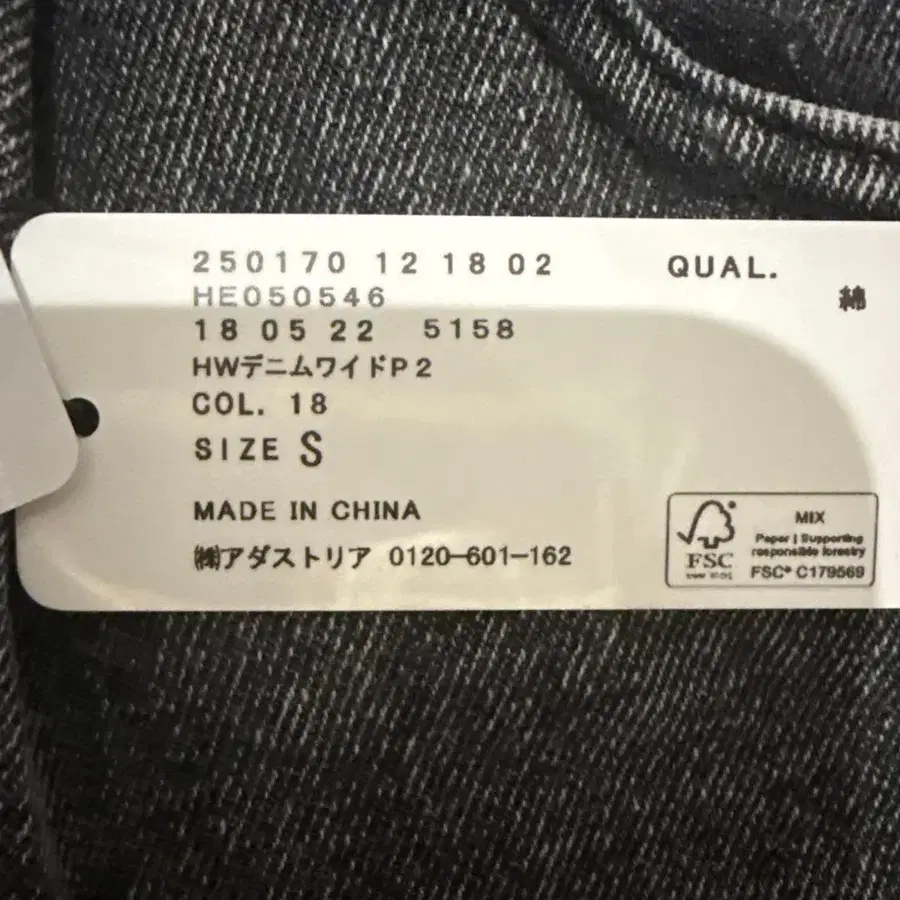 250170 12 18 02
HE050546
18 05 22 5158
HWデニムワイドP2
COL. 18
SIZE S
MADE IN CHINA
㈱アダストリア 0120-601-162
QUAL.
綿
MIX
Paper | Supporting
responsible forestry
FSC
FSC® C179569